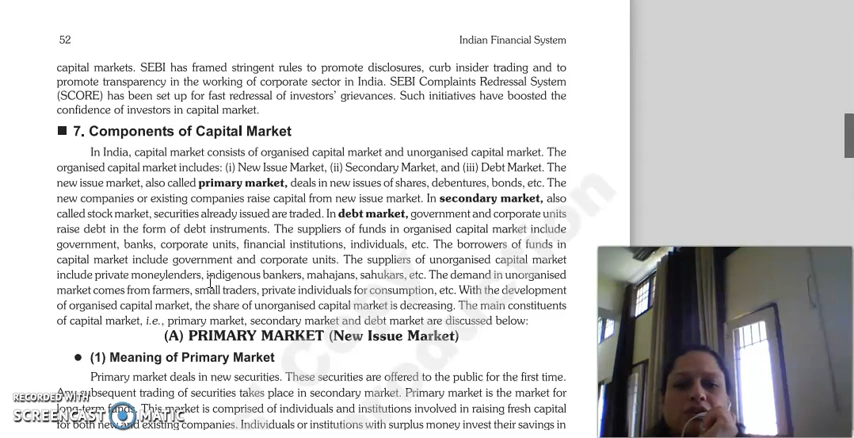 52 Indian Financial System
capital markets. SEBI has framed stringent rules to promote disclosures, curb insider trading and to
promote transparency in the working of corporate sector in India. SEBI Complaints Redressal System
(SCORE) has been set up for fast redressal of investors' grievances. Such initiatives have boosted the
confidence of investors in capital market.
7. Components of Capital Market
In India, capital market consists of organised capital market and unorganised capital market. The
organised capital market includes: (i) New Issue Market, (ii) Secondary Market, and (iii) Debt Market. The
new issue market, also called primary market, deals in new issues of shares, debentures, bonds, etc. The
new companies or existing companies raise capital from new issue market. In secondary market, also
called stock market, securities already issued are traded. In debt market, government and corporate units
raise debt in the form of debt instruments. The suppliers of funds in organised capital market include
government, banks, corporate units, financial institutions, individuals, etc. The borrowers of funds in
capital market include government and corporate units. The suppliers of unorganised capital market
include private moneylenders, indigenous bankers, mahajans, sahukars, etc. The demand in unorganised
market comes from farmers, small traders, private individuals for consumption, etc. With the development
of organised capital market, the share of unorganised capital market is decreasing. The main constituents
of capital market, i.e., primary market, secondary market and debt market are discussed below:
(A) PRIMARY MARKET (New Issue Market)
(1) Meaning of Primary Market
Primary market deals in new securities. These securities are offered to the public for the first time.
Any subsequent trading of securities takes place in secondary market. Primary market is the market for
long-term funds. This market is comprised of individuals and institutions involved in raising fresh capital
for both new and existing companies. Individuals or institutions with surplus money invest their savings in
RECORDED WITH
SCREENCAST MATIC